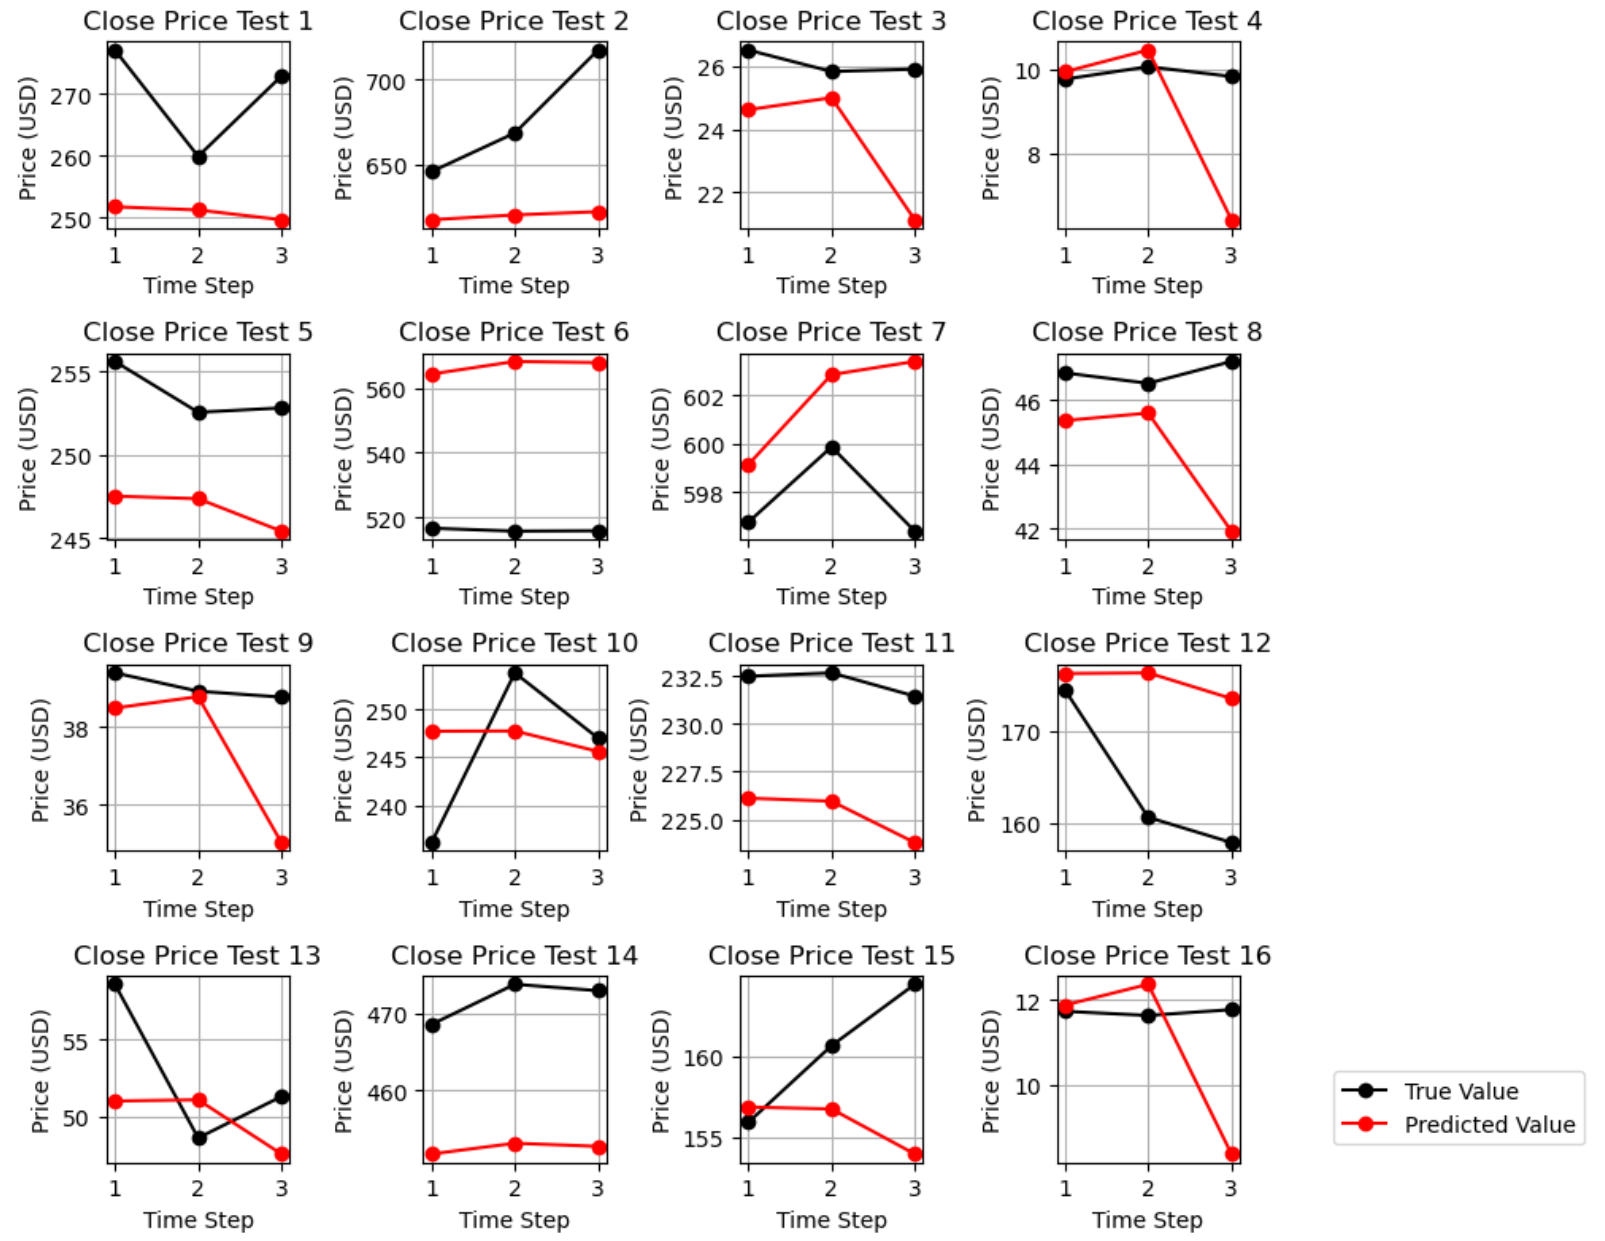 Close Price Test 1
Price (USD)
270
260
250
1 2 3
Time Step
Close Price Test 2
Price (USD)
700
650
1 2 3
Time Step
Close Price Test 3
Price (USD)
26
24
22
1 2 3
Time Step
Close Price Test 4
Price (USD)
10
8
1 2 3
Time Step
Close Price Test 5
Price (USD)
255
250
245
1 2 3
Time Step
Close Price Test 6
Price (USD)
560
540
520
1 2 3
Time Step
Close Price Test 7
Price (USD)
602
600
598
1 2 3
Time Step
Close Price Test 8
Price (USD)
46
44
42
1 2 3
Time Step
Close Price Test 9
Price (USD)
38
36
1 2 3
Time Step
Close Price Test 10
Price (USD)
250
245
240
1 2 3
Time Step
Close Price Test 11
Price (USD)
232.5
230.0
227.5
225.0
1 2 3
Time Step
Close Price Test 12
Price (USD)
170
160
1 2 3
Time Step
Close Price Test 13
Price (USD)
55
50
1 2 3
Time Step
Close Price Test 14
Price (USD)
470
460
1 2 3
Time Step
Close Price Test 15
Price (USD)
160
155
1 2 3
Time Step
Close Price Test 16
Price (USD)
12
10
1 2 3
Time Step
True Value
Predicted Value